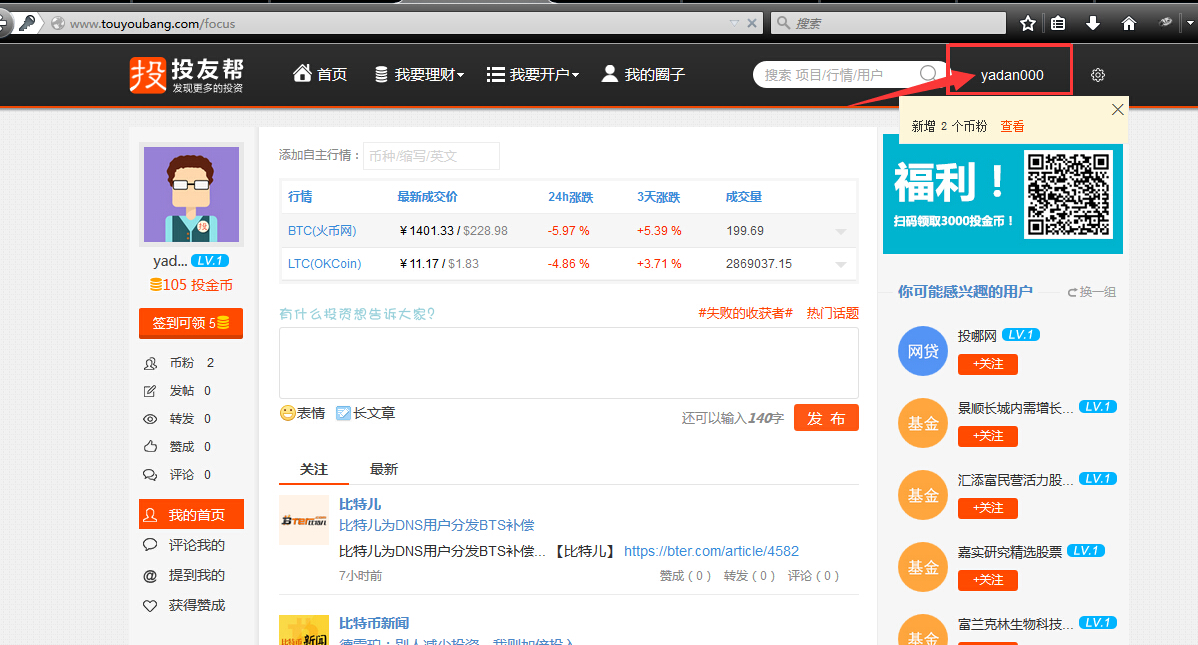 www.touyoubang.com/focus
搜索
投 投友帮
发现更多的投资
首页 我要理财 我要开户 我的圈子
搜索 项目/行情/用户
yadan000
新增 2 个币粉 查看
yad... LV.1
105 投金币
签到可领 5
币粉 2
发帖 0
转发 0
赞成 0
评论 0
我的首页
评论我的
@ 提到我的
获得赞成
添加自主行情： 币种/缩写/英文
行情 最新成交价 24h涨跌 3天涨跌 成交量
BTC(火币网) ￥1401.33 / $228.98 -5.97 % +5.39 % 199.69
LTC(OKCoin) ￥11.17 / $1.83 -4.86 % +3.71 % 2869037.15
有什么投资想告诉大家?
#失败的收获者# 热门话题
表情 长文章
还可以输入140字 发 布
关注 最新
BTER 比特儿
比特儿
比特儿为DNS用户分发BTS补偿
比特儿为DNS用户分发BTS补偿... 【比特儿】 https://bter.com/article/4582
7小时前 赞成 ( 0 ) 转发 ( 0 ) 评论 ( 0 )
比特币 新闻
比特币新闻
福利！
扫码领取3000投金币！
你可能感兴趣的用户 换一组
网贷
投哪网 LV.1
+关注
基金
景顺长城内需增长... LV.1
+关注
基金
汇添富民营活力股... LV.1
+关注
基金
嘉实研究精选股票 LV.1
+关注
基金
富兰克林生物科技... LV.1